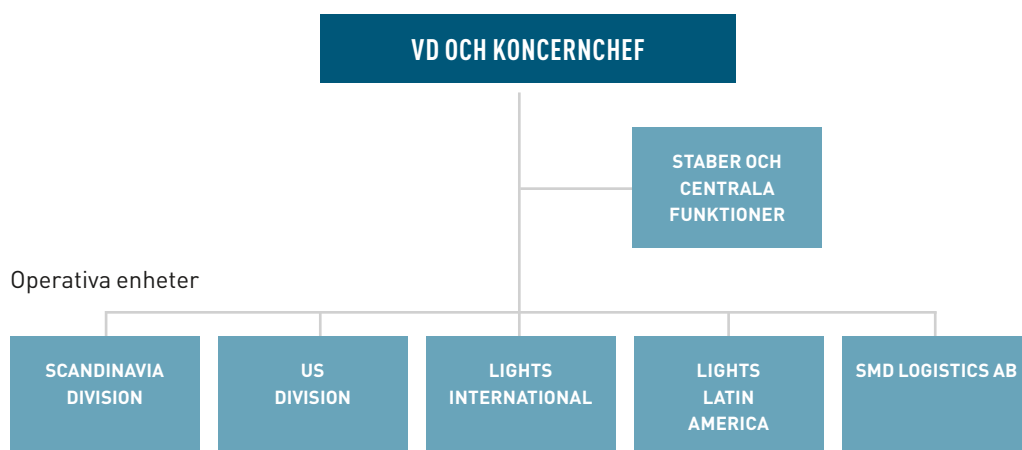 VD OCH KONCERNCHEF
STABER OCH
CENTRALA
FUNKTIONER
Operativa enheter
SCANDINAVIA
DIVISION
US
DIVISION
LIGHTS
INTERNATIONAL
LIGHTS
LATIN
AMERICA
SMD LOGISTICS AB